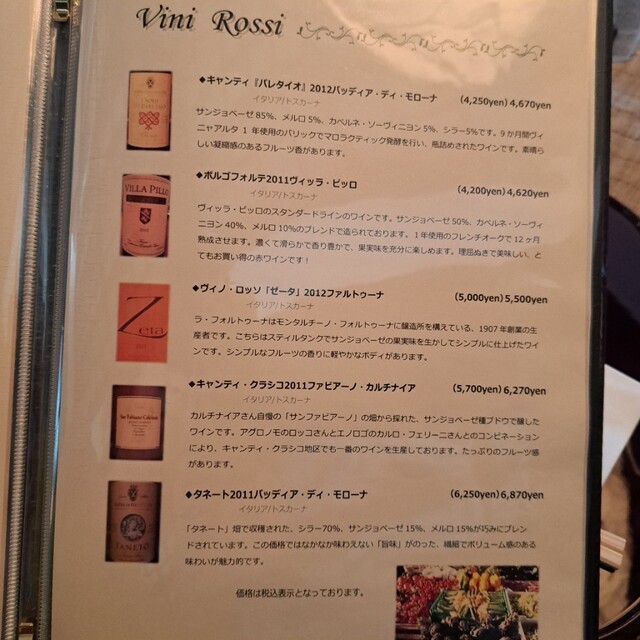 Vini Rossi
◆キャンティ『パレタイオ』2012バッディア・ディ・モローナ (4,250yen) 4,670yen
イタリア/トスカーナ
サンジョベーゼ85％、メルロ5％、カベルネ・ソーヴィニヨン5％、シラー5％です。9か月間ヴィ
ニャアルタ 1 年使用のバリックでマロラクティック発酵を行い、瓶詰めされたワインです。素晴ら
しい凝縮感のあるフルーツ香があります。
VILLA PILLO
◆ボルゴフォルテ2011ヴィッラ・ピッロ (4,200yen) 4,620yen
イタリア/トスカーナ
ヴィッラ・ピッロのスタンダードラインのワインです。サンジョベーゼ50％、カベルネ・ソーヴィ
ニヨン40％、メルロ10％のブレンドで造られております。1年使用のフレンチオークで12ヶ月
熟成させます。濃くて滑らかで香り豊かで、果実味を充分に楽しめます。理屈ぬきで美味しい、と
てもお買い得の赤ワインです！
Zeta
◆ヴィノ・ロッソ「ゼータ」2012ファルトゥーナ (5,000yen) 5,500yen
イタリア/トスカーナ
ラ・フォルトゥーナはモンタルチーノ・フォルトゥーナに醸造所を構えている、1907年創業の生
産者です。こちらはスティルタンクでサンジョベーゼの果実味を生かしてシンプルに仕上げたワイ
ンです。シンプルなフルーツの香りに軽やかなボディがあります。
◆キャンティ・クラシコ2011ファビアーノ・カルチナイア (5,700yen) 6,270yen
イタリア/トスカーナ
カルチナイアさん自慢の「サンファビアーノ」の畑から採れた、サンジョベーゼ種ブドウで醸した
ワインです。アグロノモのロッコさんとエノロゴのカルロ・フェリーニさんとのコンビネーション
により、キャンティ・クラシコ地区でも一番のワインを生産しております。たっぷりのフルーツ感
があります。
TANETO
◆タネート2011バッディア・ディ・モローナ (6,250yen) 6,870yen
イタリア/トスカーナ
「タネート」畑で収穫された、シラー70％、サンジョベーゼ15％、メルロ15％が巧みにブレン
ドされています。この価格ではなかなか味わえない「旨味」がのった、繊細でボリューム感のある
味わいが魅力的です。
価格は税込表示となっております。